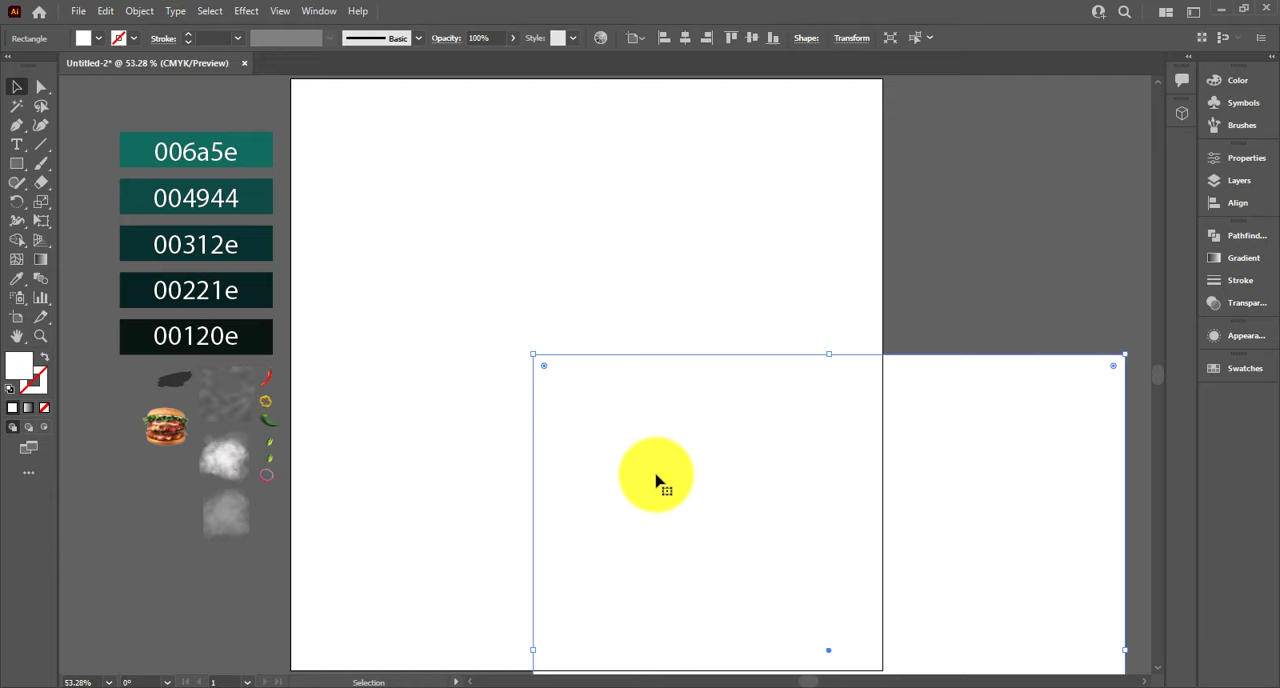 Ai File Edit Object Type Select Effect View Window Help
Rectangle Stroke: Basic Opacity: 100% Style: Shape: Transform
Untitled-2* @ 53.28 % (CMYK/Preview) ×
006a5e
004944
00312e
00221e
00120e
Color
Symbols
Brushes
Properties
Layers
Align
Pathfind...
Gradient
Stroke
Transpar...
Appeara...
Swatches
53.28% 0° 1 Selection